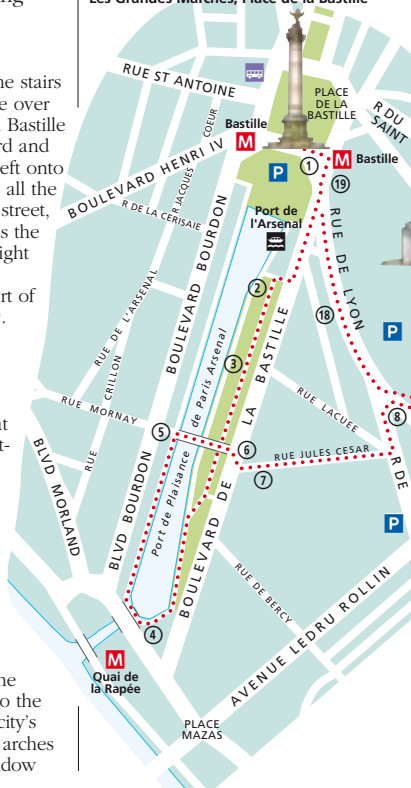 ng
Les Grandes Marches, Place de la Bastille
he stairs
e over
Bastille
rd and
eft onto
all the
street,
s the
ight
rt of
.
at
t-
he
o the
city's
arches
dow
RUE ST ANTOINE
PLACE
DE LA
BASTILLE
R DU
SAINT
Bastille
M
BOULEVARD HENRI IV
R JACQUES COEUR
R DE LA CERISAIE
P
1
M Bastille
19
Port de
l'Arsenal
RUE DE LYON
BOULEVARD BOURDON
2
18
RUE DE L'ARSENAL
3
P
RUE CRILLON
RUE MORNAY
Port de Plaisance de Paris Arsenal
BOULEVARD DE LA BASTILLE
RUE LACUEE
8
5
6
RUE JULES CESAR
7
R DE
BLVD MORLAND
BLVD BOURDON
P
RUE DE BERCY
4
AVENUE LEDRU ROLLIN
M
Quai de
la Rapée
PLACE
MAZAS